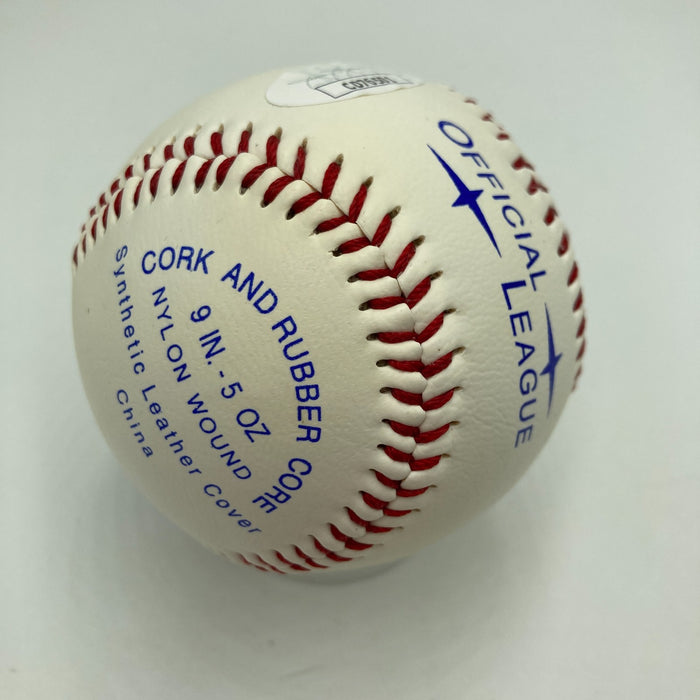 OFFICIAL
LEAGUE
CORK AND RUBBER CORE
9 IN. - 5 OZ
NYLON WOUND
Synthetic Leather Cover
China